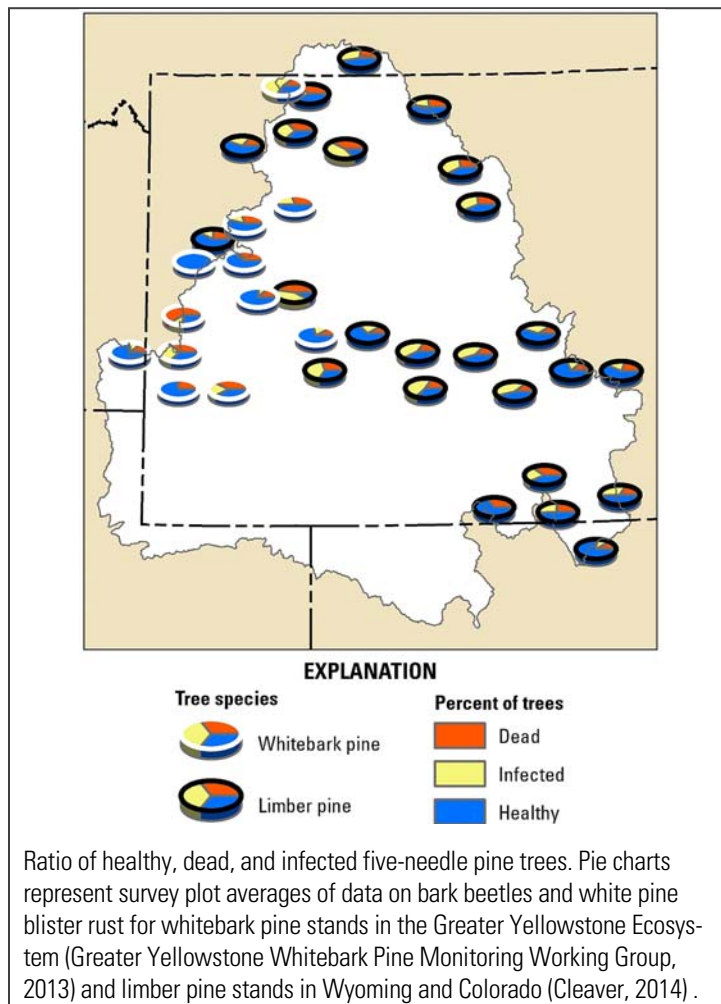 EXPLANATION
Tree species
Percent of trees
Whitebark pine
Limber pine
Dead
Infected
Healthy
Ratio of healthy, dead, and infected five-needle pine trees. Pie charts
represent survey plot averages of data on bark beetles and white pine
blister rust for whitebark pine stands in the Greater Yellowstone Ecosys-
tem (Greater Yellowstone Whitebark Pine Monitoring Working Group,
2013) and limber pine stands in Wyoming and Colorado (Cleaver, 2014) .